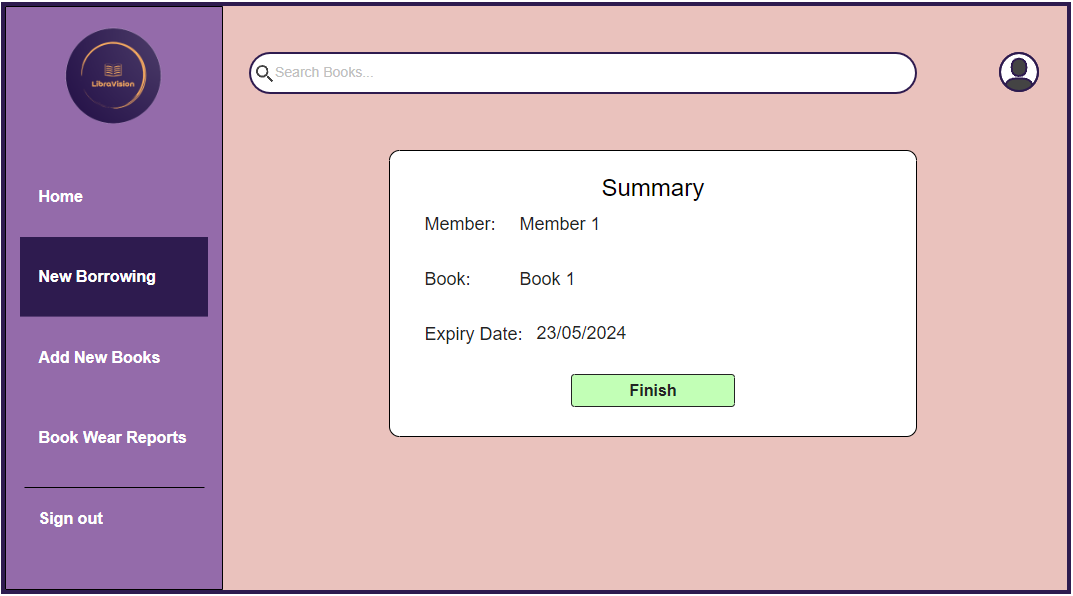 LibraVision
Search Books...
Home
New Borrowing
Add New Books
Book Wear Reports
Sign out
Summary
Member: Member 1
Book: Book 1
Expiry Date: 23/05/2024
Finish